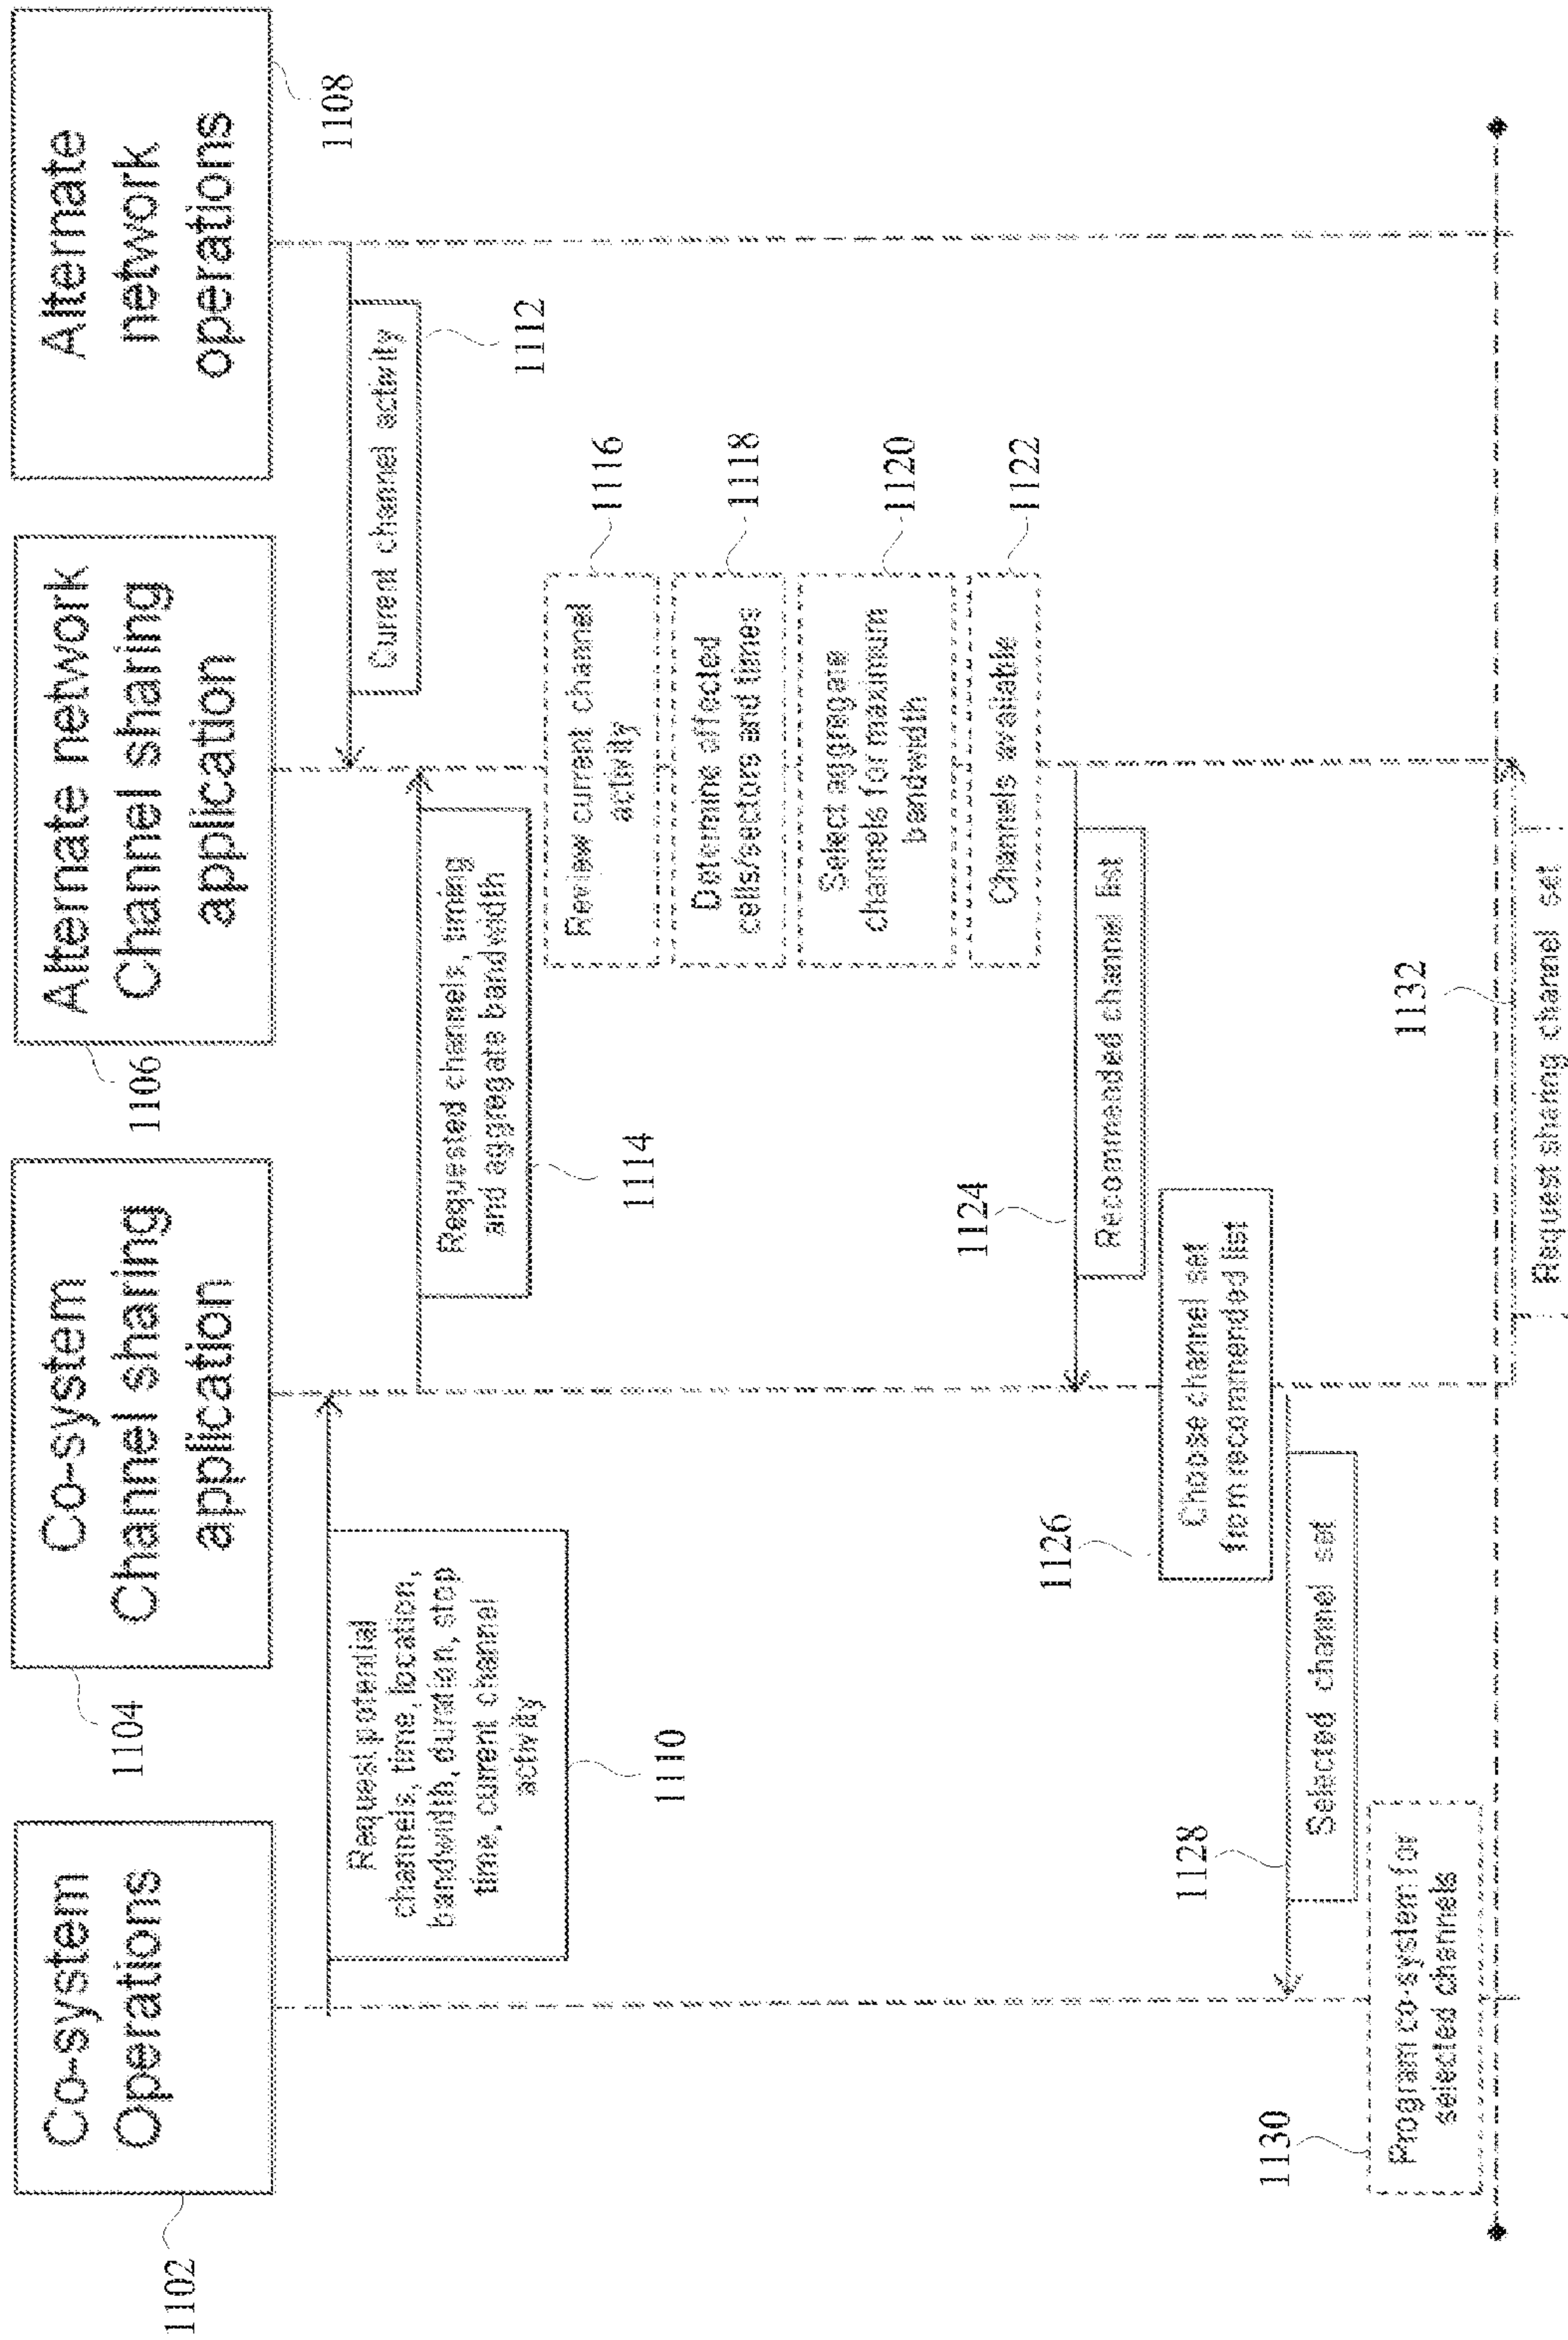 Co-system
Operations
1102
Co-system
Channel sharing
application
1104
Alternate network
Channel sharing
application
1106
Alternate
network
operations
1108
Request potential
channels, time, location,
bandwidth, duration, stop
time, current channel
activity
1110
Current channel activity
1112
Requested channels, timing
and aggregate bandwidth
1114
Review current channel
activity
1116
Determine effected
cells/sectors and times
1118
Select aggregate
channels for maximum
bandwidth
1120
Channels available
1122
1124
Recommended channel list
1126
Choose channel set
from recommended list
1128
Selected channel set
1130
Program co-system for
selected channels
1132
Request sharing channel set